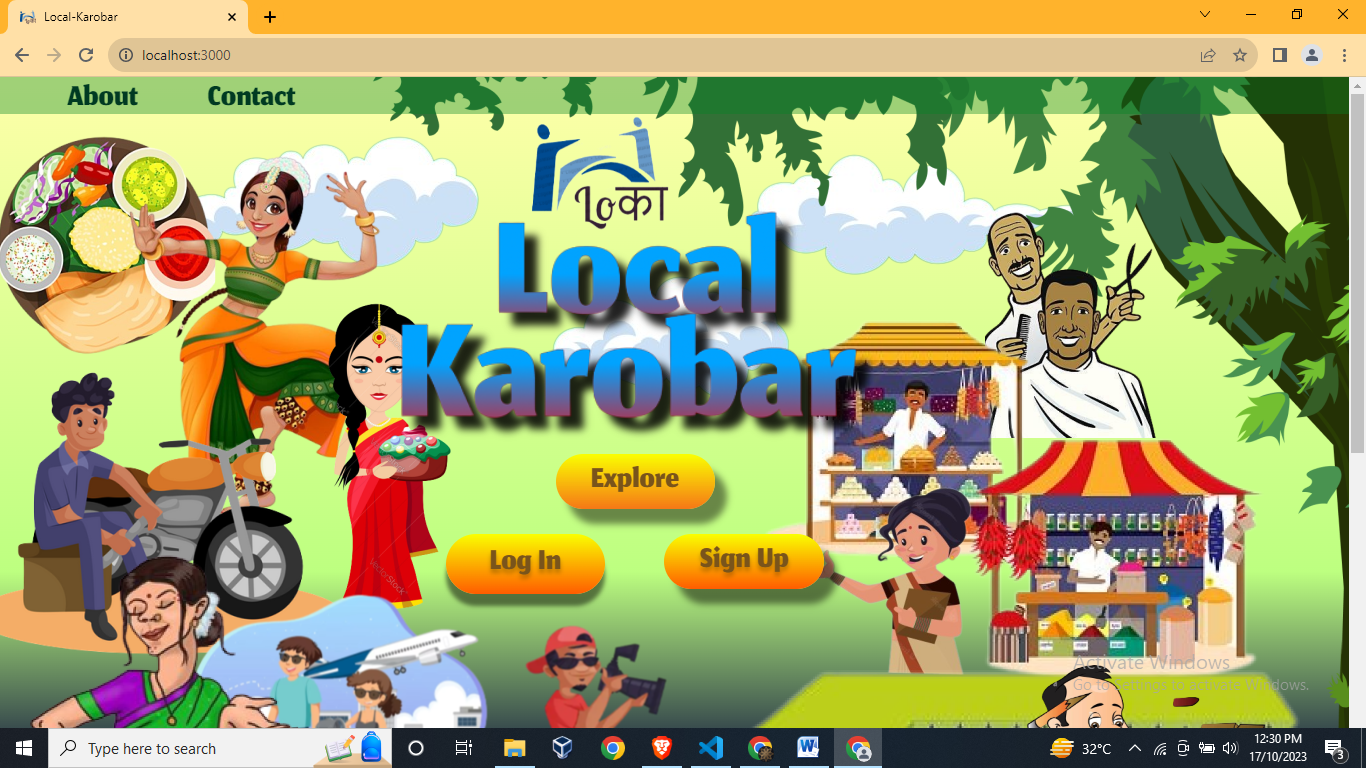 Local-Karobar
localhost:3000
About Contact
Loका
Local
Karobar
Explore
Log In Sign Up
VectorStock
Activate Windows
Go to Settings to activate Windows.
Type here to search
32°C
12:30 PM
17/10/2023
3